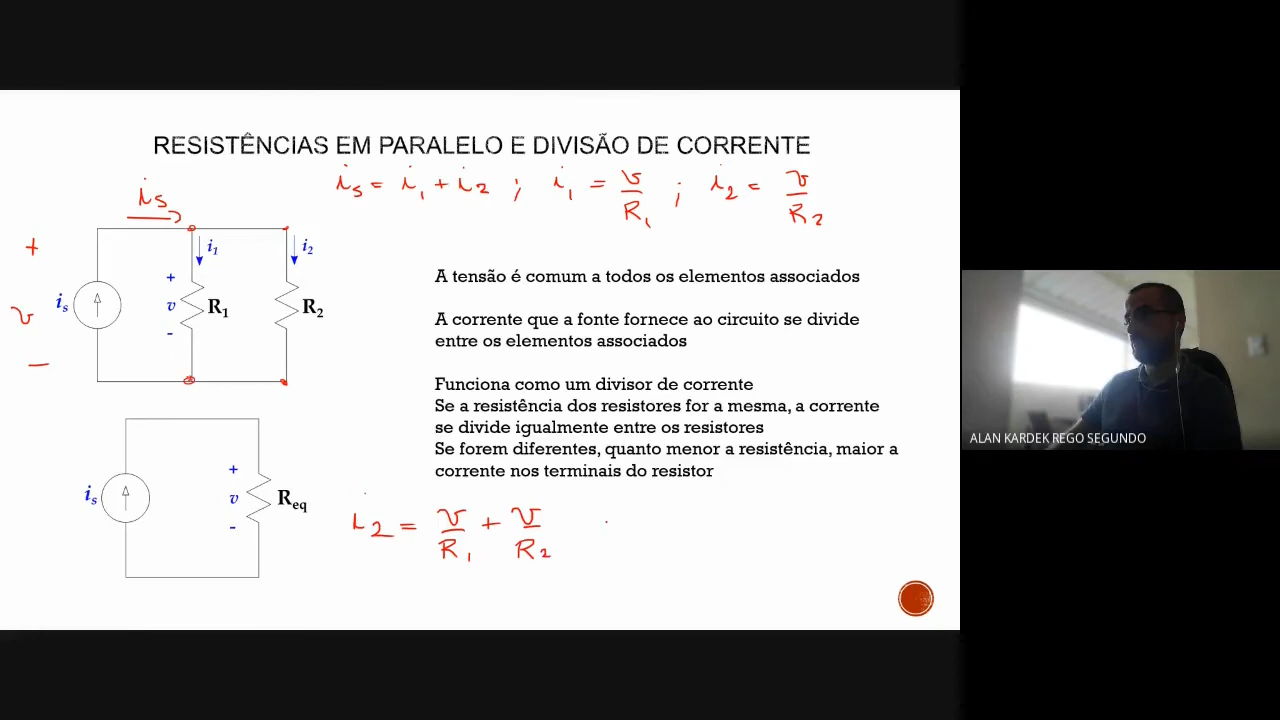 RESISTÊNCIAS EM PARALELO E DIVISÃO DE CORRENTE
is = i1 + i2 ; i1 = v/R1 ; i2 = v/R2
is
+
v
-
is
i1
i2
+
v
-
R1
R2
A tensão é comum a todos os elementos associados
A corrente que a fonte fornece ao circuito se divide
entre os elementos associados
Funciona como um divisor de corrente
Se a resistência dos resistores for a mesma, a corrente
se divide igualmente entre os resistores
Se forem diferentes, quanto menor a resistência, maior a
corrente nos terminais do resistor
is
+
v
-
Req
i2 = v/R1 + v/R2
ALAN KARDEK REGO SEGUNDO